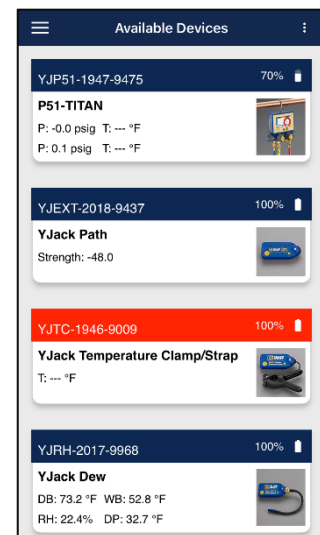 Available Devices
YJP51-1947-9475 70%
P51-TITAN
P: -0.0 psig T: --- °F
P: 0.1 psig T: --- °F
YJEXT-2018-9437 100%
YJack Path
Strength: -48.0
YJTC-1946-9009 100%
YJack Temperature Clamp/Strap
T: --- °F
YJRH-2017-9968 100%
YJack Dew
DB: 73.2 °F WB: 52.8 °F
RH: 22.4% DP: 32.7 °F